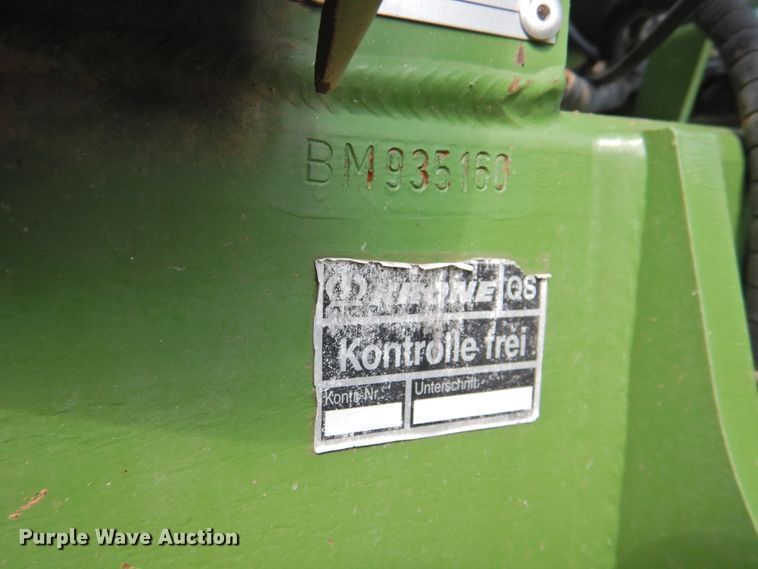 BM935160
KRONE QS
Kontrolle frei
Kontr.-Nr. Unterschrift:
Purple Wave Auction